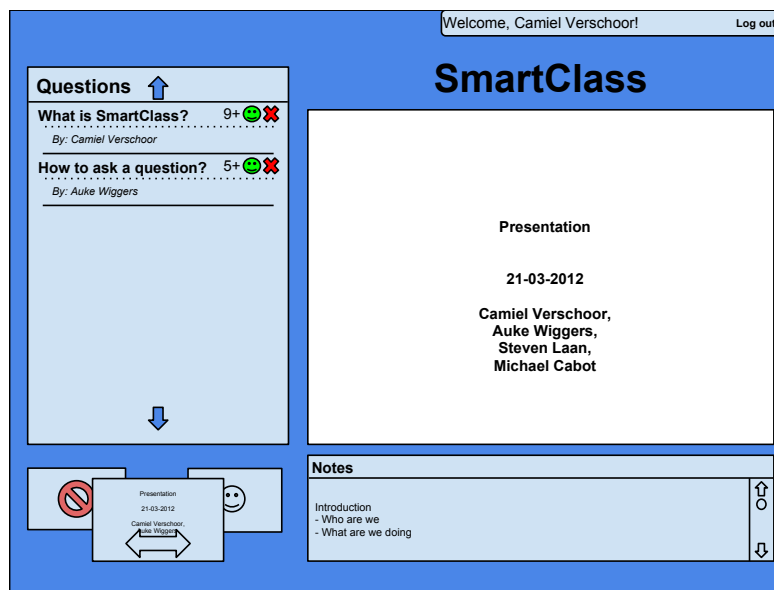 Welcome, Camiel Verschoor!
Log out
SmartClass
Questions
What is SmartClass?
9+
By: Camiel Verschoor
How to ask a question?
5+
By: Auke Wiggers
Presentation
21-03-2012
Camiel Verschoor,
Auke Wiggers,
Steven Laan,
Michael Cabot
Presentation
21-03-2012
Camiel Verschoor,
Auke Wiggers
Notes
Introduction
- Who are we
- What are we doing